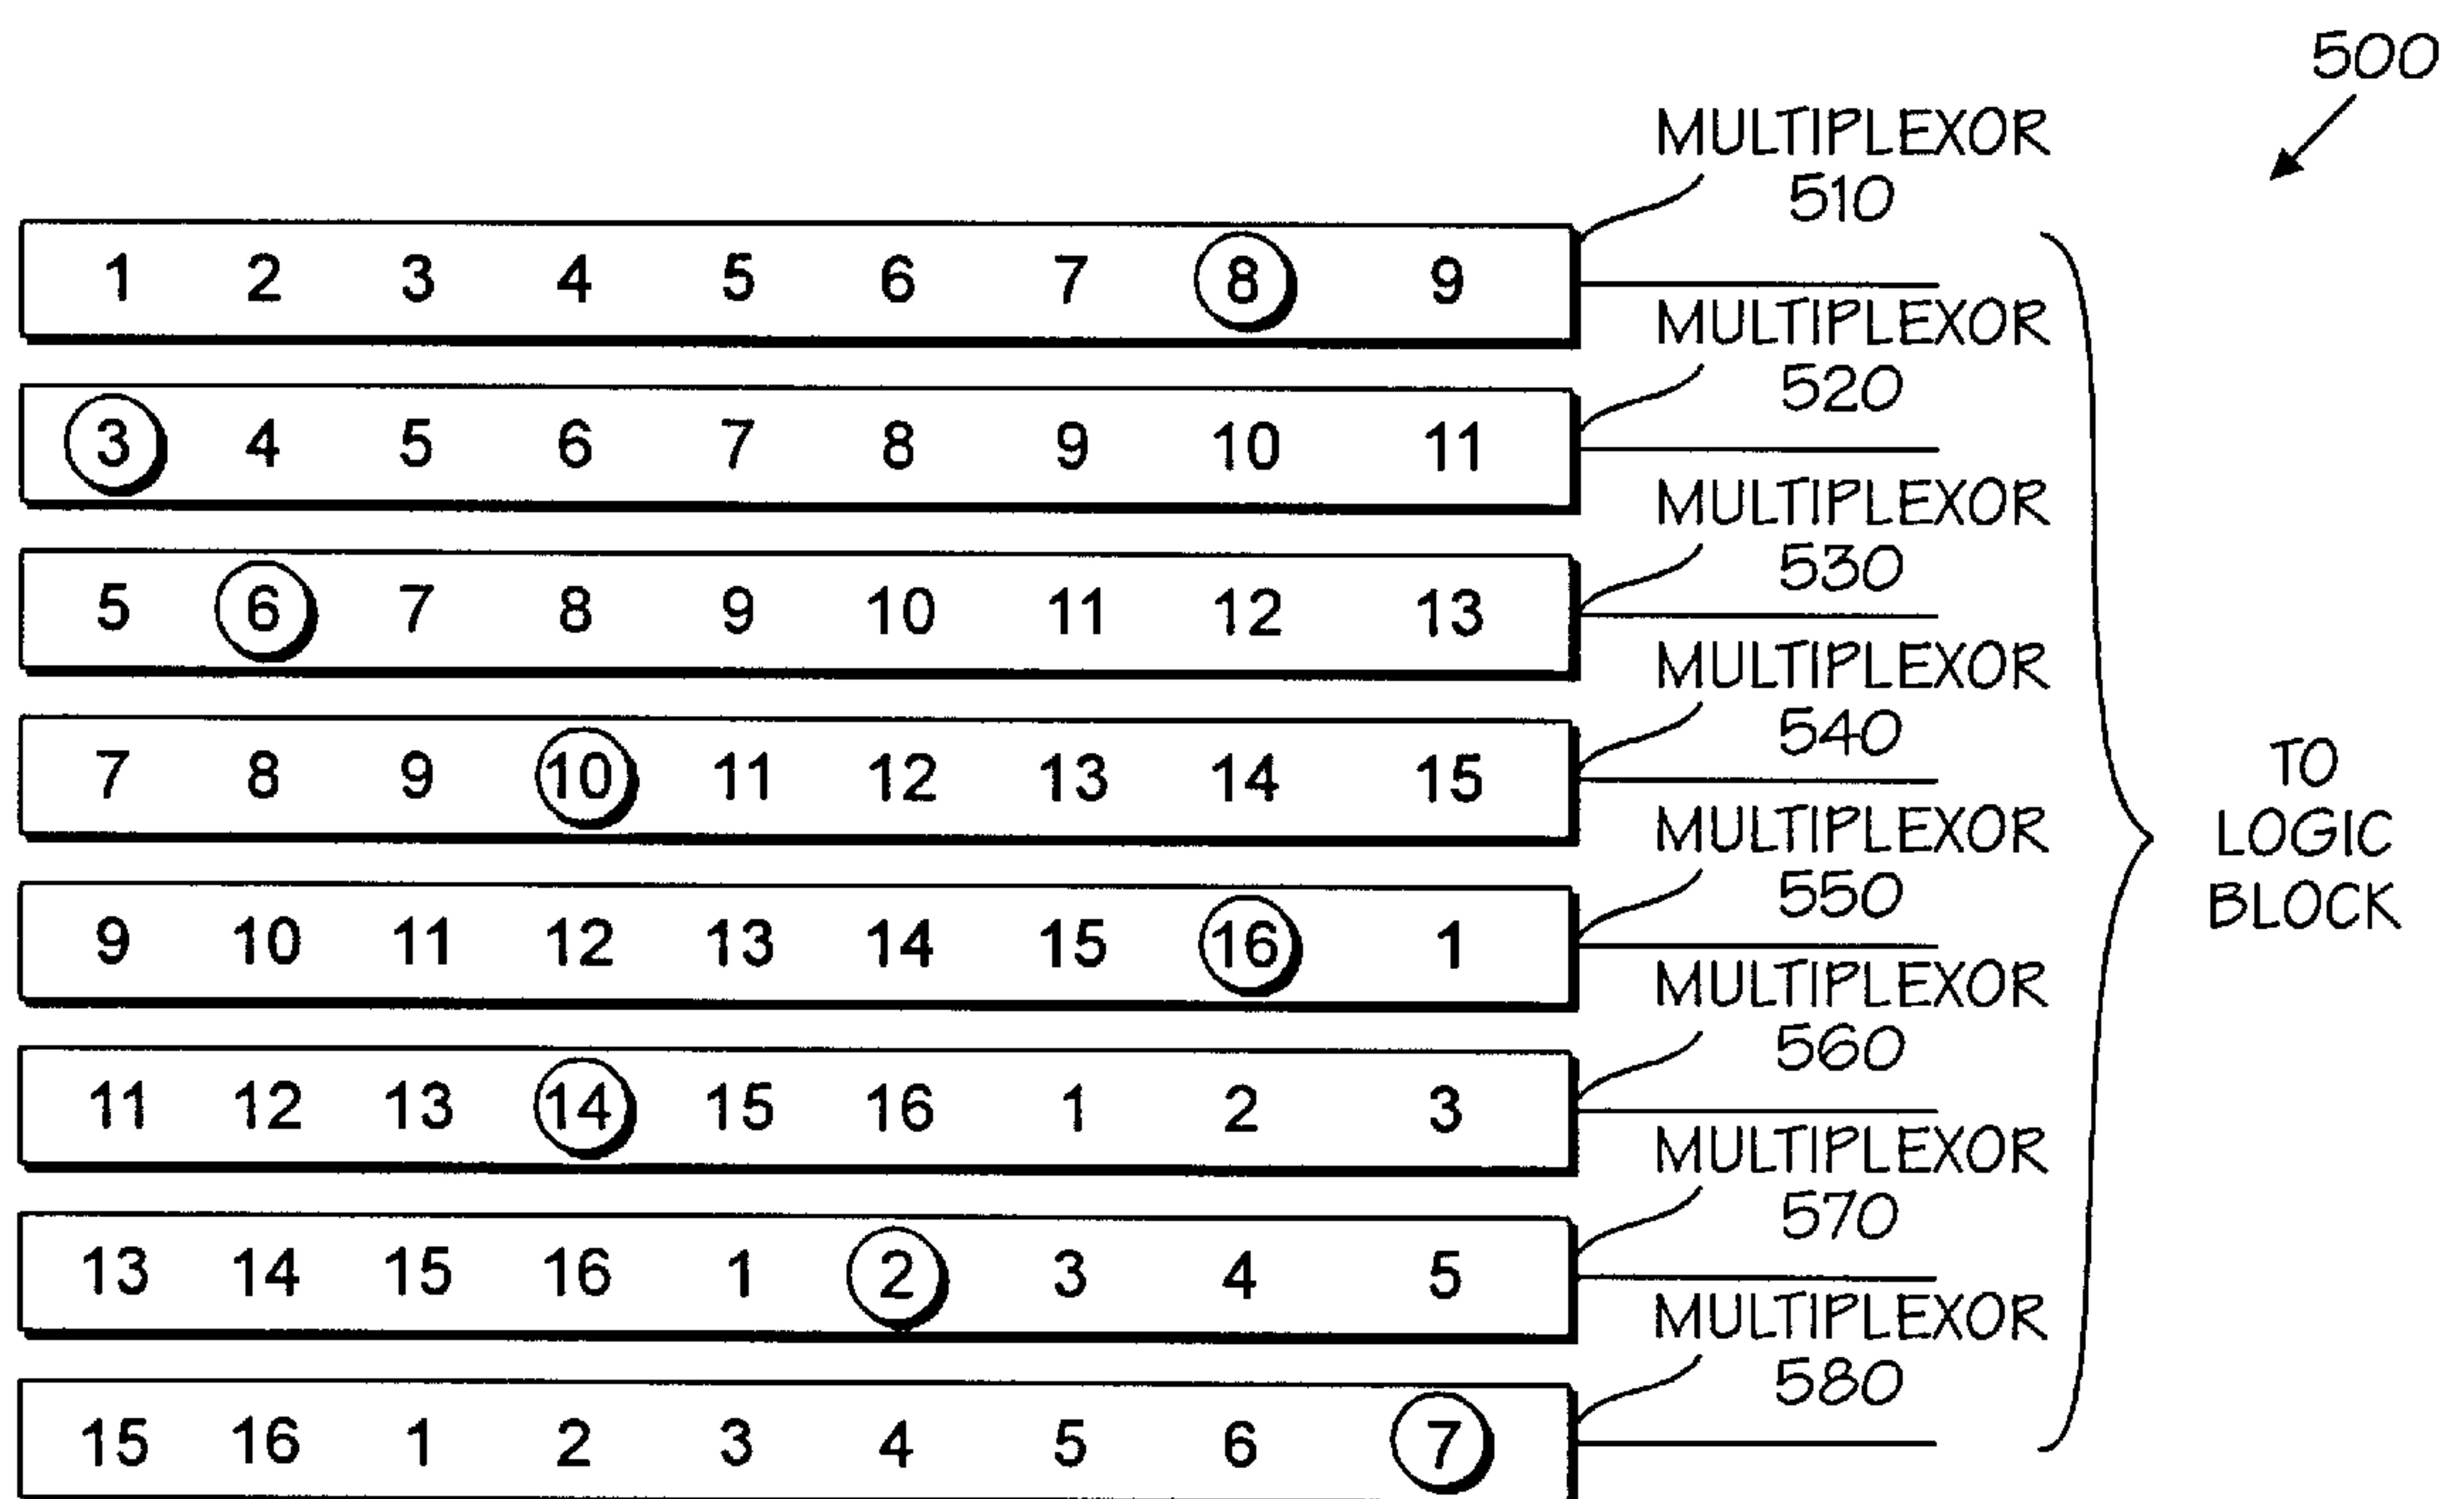 500
MULTIPLEXOR
510
1 2 3 4 5 6 7 8 9
MULTIPLEXOR
520
3 4 5 6 7 8 9 10 11
MULTIPLEXOR
530
5 6 7 8 9 10 11 12 13
MULTIPLEXOR
540
7 8 9 10 11 12 13 14 15
MULTIPLEXOR
550
9 10 11 12 13 14 15 16 1
MULTIPLEXOR
560
11 12 13 14 15 16 1 2 3
MULTIPLEXOR
570
13 14 15 16 1 2 3 4 5
MULTIPLEXOR
580
15 16 1 2 3 4 5 6 7
TO
LOGIC
BLOCK